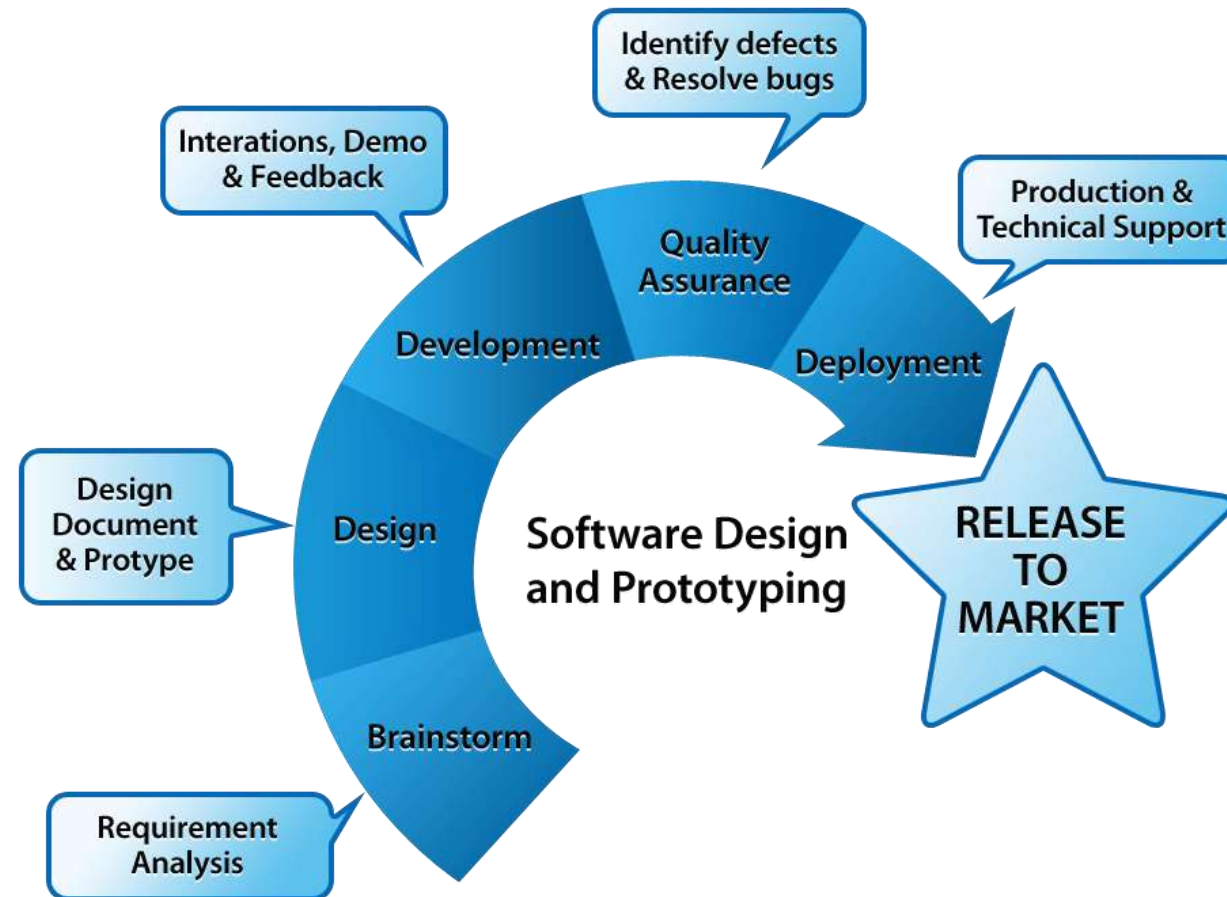 Identify defects
& Resolve bugs
Interations, Demo
& Feedback
Production &
Technical Support
Quality
Assurance
Development
Deployment
Design
Document
& Protype
Design
Software Design
and Prototyping
RELEASE
TO
MARKET
Brainstorm
Requirement
Analysis